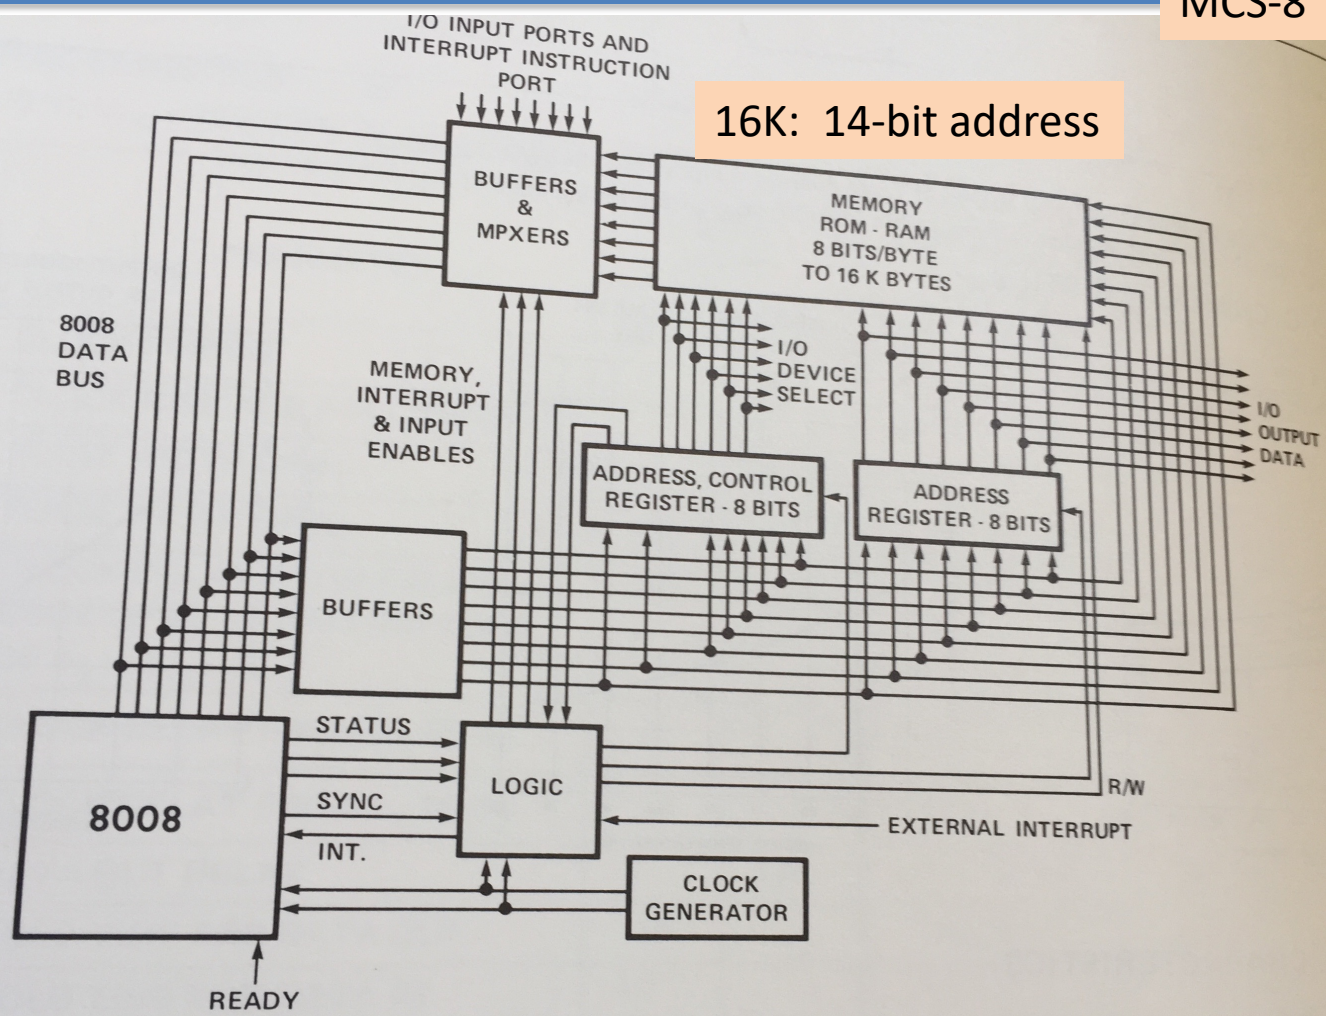 MCS-8
I/O INPUT PORTS AND
INTERRUPT INSTRUCTION
PORT
16K: 14-bit address
BUFFERS
&
MPXERS
MEMORY
ROM - RAM
8 BITS/BYTE
TO 16 K BYTES
8008
DATA
BUS
MEMORY,
INTERRUPT
& INPUT
ENABLES
I/O
DEVICE
SELECT
I/O
OUTPUT
DATA
ADDRESS, CONTROL
REGISTER - 8 BITS
ADDRESS
REGISTER - 8 BITS
BUFFERS
STATUS
SYNC
INT.
LOGIC
8008
R/W
EXTERNAL INTERRUPT
CLOCK
GENERATOR
READY